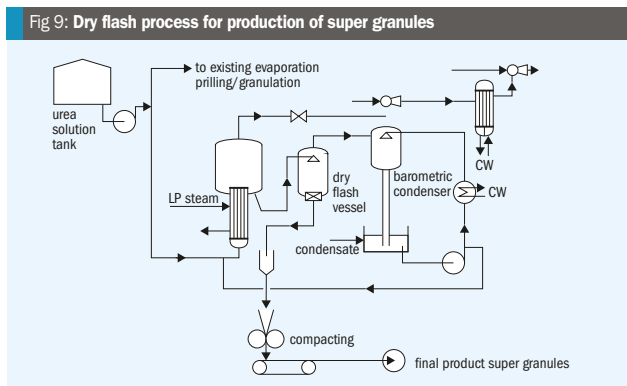 Fig 9: Dry flash process for production of super granules
to existing evaporation
prilling/granulation
urea
solution
tank
CW
LP steam
dry
flash
vessel
barometric
condenser
CW
condensate
compacting
final product super granules